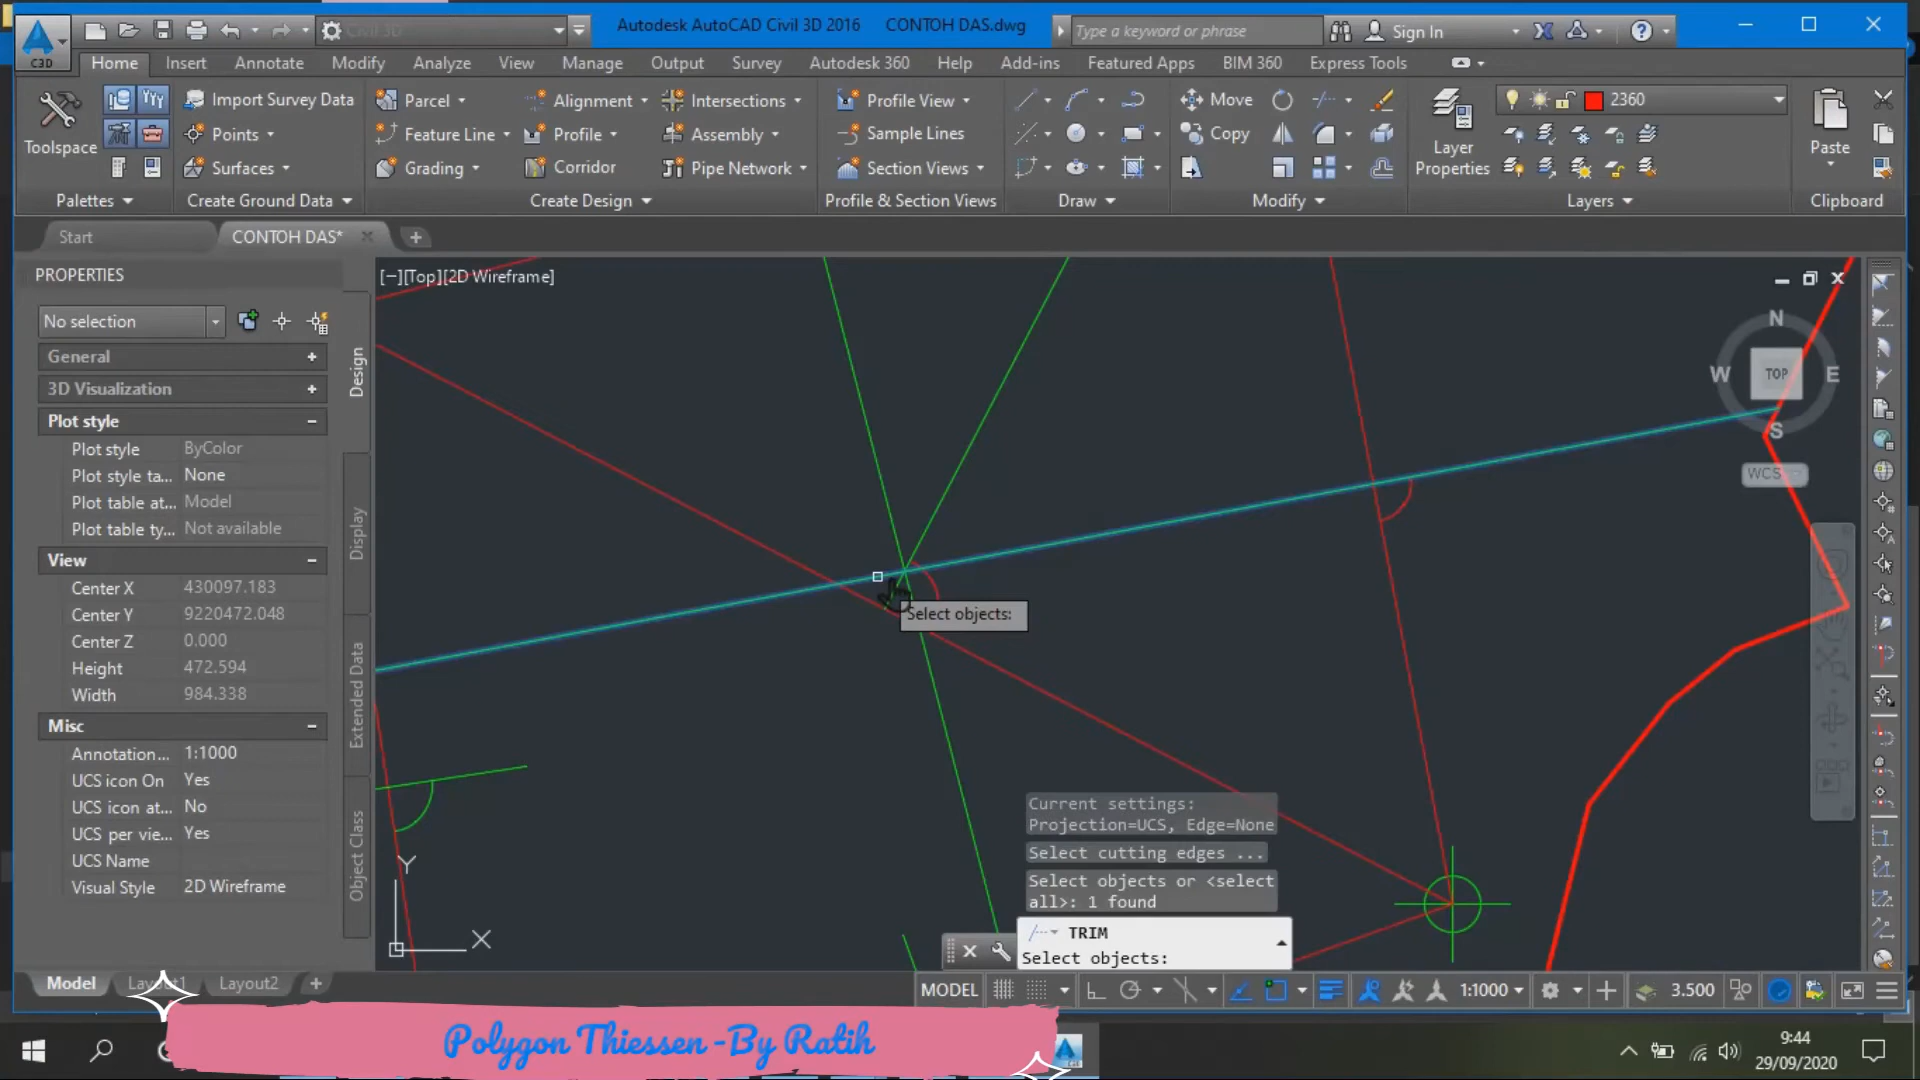 Autodesk AutoCAD Civil 3D 2016 CONTOH DAS.dwg
Type a keyword or phrase
Sign In
C3D
Civil 3D
Home Insert Annotate Modify Analyze View Manage Output Survey Autodesk 360 Help Add-ins Featured Apps BIM 360 Express Tools
Toolspace
Import Survey Data
Points
Surfaces
Parcel
Feature Line
Grading
Alignment
Profile
Corridor
Intersections
Assembly
Pipe Network
Profile View
Sample Lines
Section Views
Move
Copy
Layer
Properties
2360
Paste
Palettes
Create Ground Data
Create Design
Profile & Section Views
Draw
Modify
Layers
Clipboard
Start
CONTOH DAS*
PROPERTIES
No selection
General
3D Visualization
Plot style
Plot style ByColor
Plot style ta... None
Plot table at... Model
Plot table ty... Not available
View
Center X 430097.183
Center Y 9220472.048
Center Z 0.000
Height 472.594
Width 984.338
Misc
Annotation... 1:1000
UCS icon On Yes
UCS icon at... No
UCS per vie... Yes
UCS Name
Visual Style 2D Wireframe
Design
Display
Extended Data
Object Class
[−][Top][2D Wireframe]
N
W TOP E
S
WCS
Select objects:
Y
X
Current settings:
Projection=UCS, Edge=None
Select cutting edges ...
Select objects or <select
all>: 1 found
TRIM
Select objects:
Model Layout1 Layout2 +
MODEL
1:1000
3.500
Polygon Thiessen -By Ratih
9:44
29/09/2020